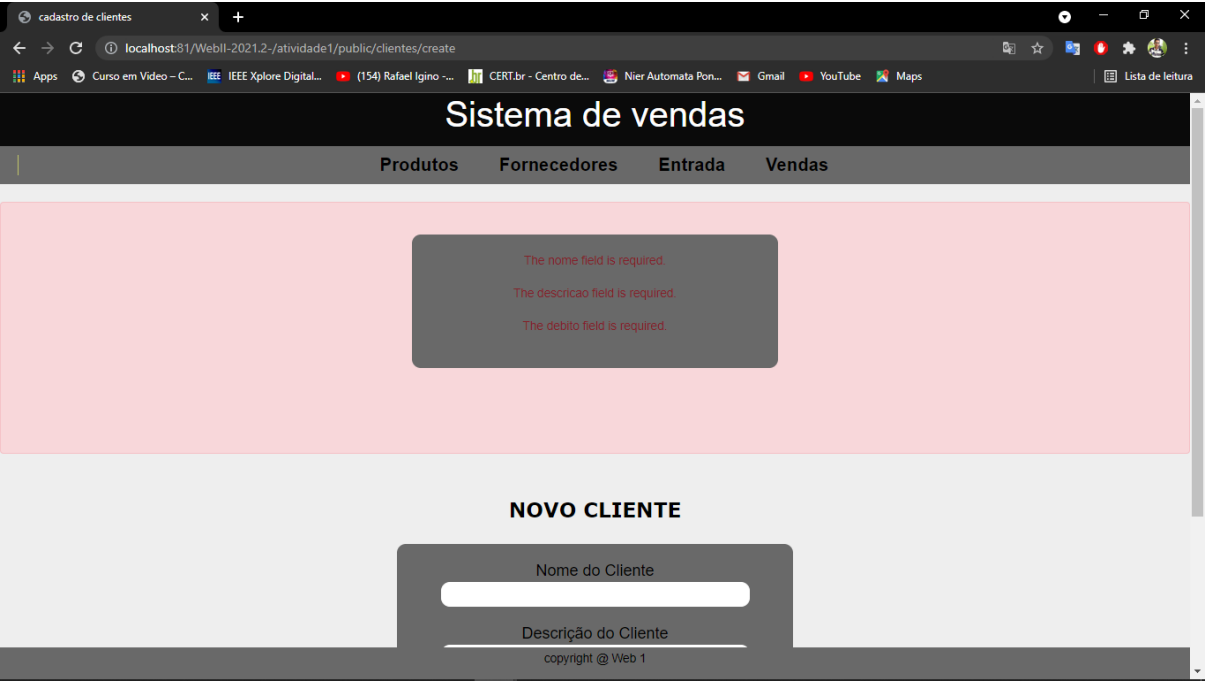 cadastro de clientes
localhost:81/WebII-2021.2-/atividade1/public/clientes/create
Apps Curso em Video – C... IEEE IEEE Xplore Digital... (154) Rafael Igino -... CERT.br - Centro de... Nier Automata Pon... Gmail YouTube Maps Lista de leitura
Sistema de vendas
Produtos Fornecedores Entrada Vendas
The nome field is required.
The descricao field is required.
The debito field is required.
NOVO CLIENTE
Nome do Cliente
Descrição do Cliente
copyright @ Web 1